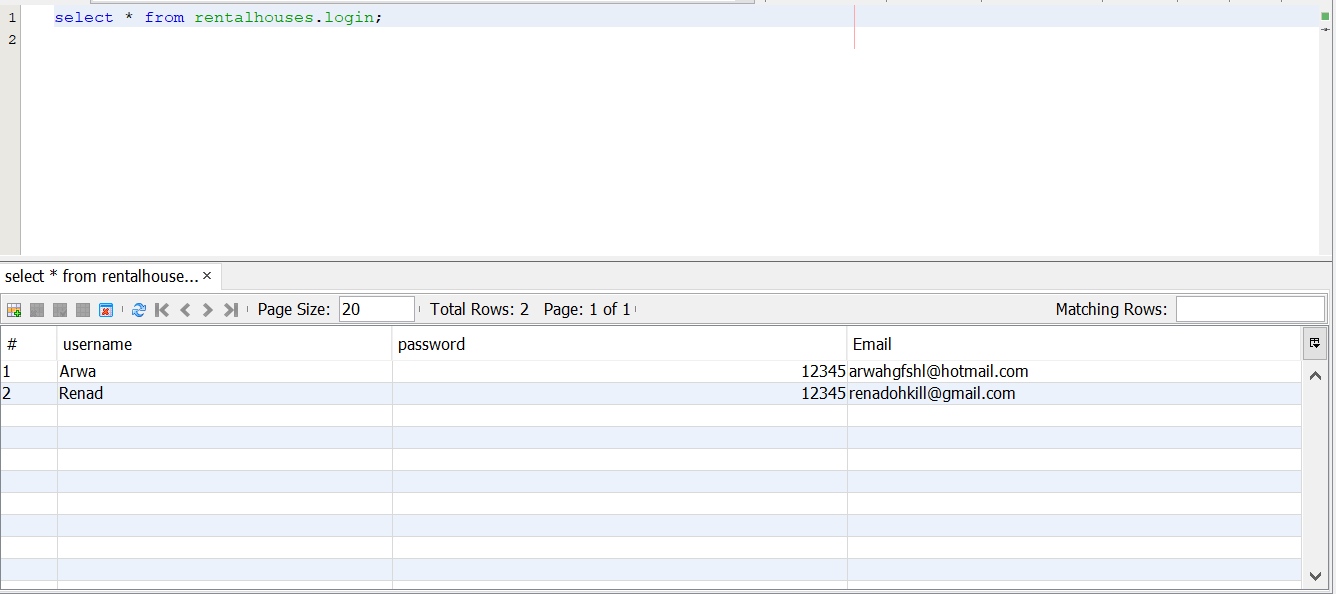 1 select * from rentalhouses.login;
2
select * from rentalhouse... ×
Page Size: 20 Total Rows: 2 Page: 1 of 1 Matching Rows:
# username password Email
1 Arwa 12345 arwahgfshl@hotmail.com
2 Renad 12345 renadohkill@gmail.com